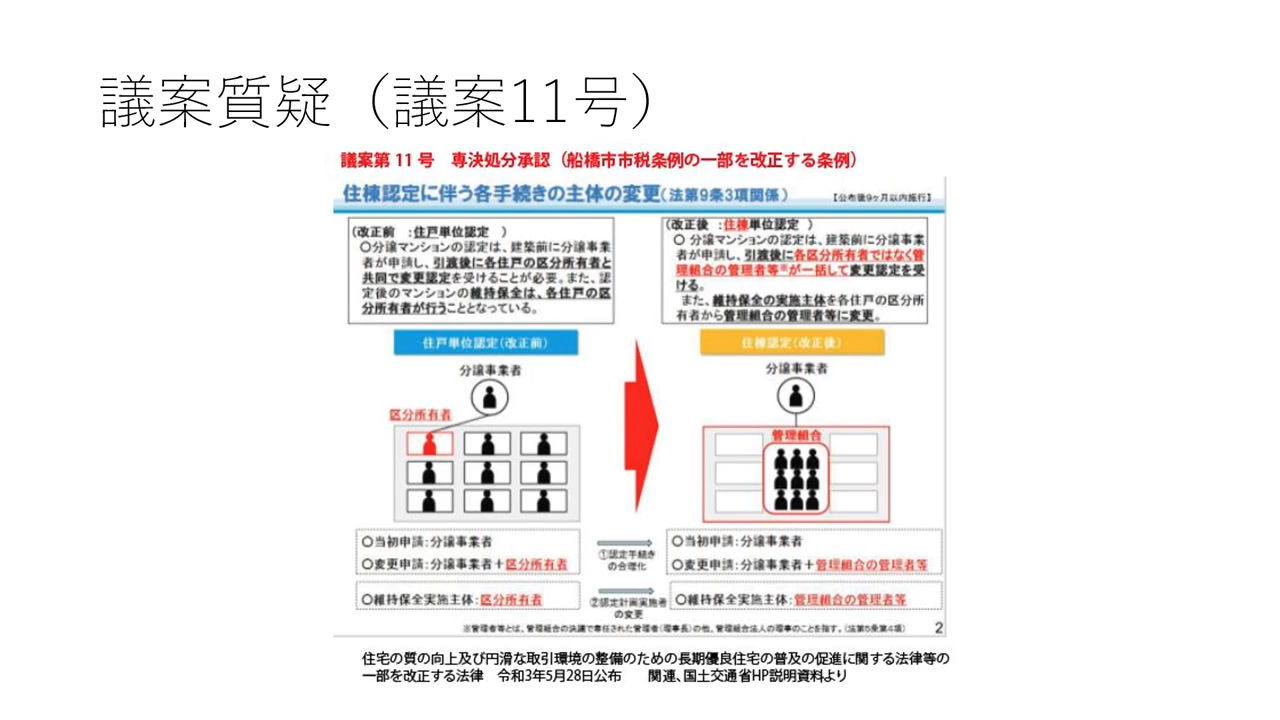 議案質疑（議案11号）
議案第11号　専決処分承認（船橋市市税条例の一部を改正する条例）
住棟認定に伴う各手続きの主体の変更（法第9条3項関係）
【公布後9ヶ月以内施行】
（改正前　：住戸単位認定　）
〇分譲マンションの認定は、建築前に分譲事業
者が申請し、引渡後に各住戸の区分所有者と
共同で変更認定を受けることが必要。また、認
定後のマンションの維持保全は、各住戸の区
分所有者が行うこととなっている。
（改正後　：住棟単位認定　）
〇 分譲マンションの認定は、建築前に分譲事業
者が申請し、引渡後に各区分所有者ではなく管
理組合の管理者等※が一括して変更認定を受
ける。
また、維持保全の実施主体を各住戸の区分所
有者から管理組合の管理者等に変更。
住戸単位認定（改正前）
分譲事業者
区分所有者
住棟認定（改正後）
分譲事業者
管理組合
〇当初申請：分譲事業者
〇変更申請：分譲事業者＋区分所有者
①認定手続き
の合理化
〇当初申請：分譲事業者
〇変更申請：分譲事業者＋管理組合の管理者等
〇維持保全実施主体：区分所有者
②認定計画実施者
の変更
〇維持保全実施主体：管理組合の管理者等
※管理者等とは、管理組合の決議で専任された管理者（理事長）の他、管理組合法人の理事のことを指す。（法第5条第4項）
2
住宅の質の向上及び円滑な取引環境の整備のための長期優良住宅の普及の促進に関する法律等の
一部を改正する法律　令和3年5月28日公布　　関連、国土交通省HP説明資料より